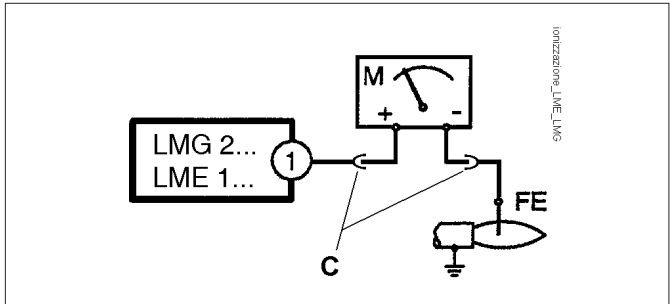 M
+ -
LMG 2...
LME 1...
1
FE
C
ionizzazione_LME_LMG